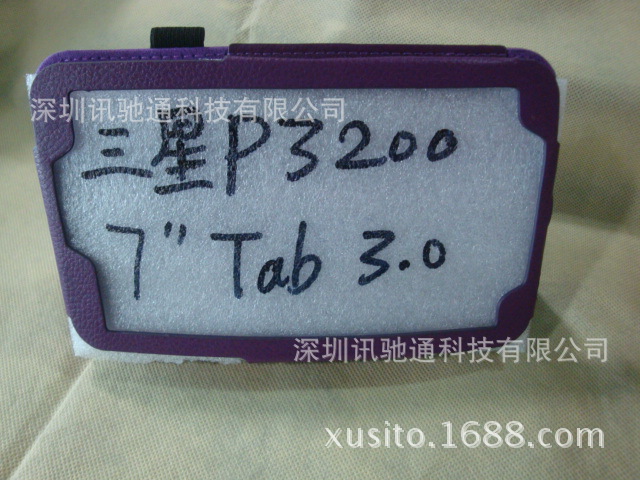 深圳讯驰通科技有限公司
三星P3200
7" Tab 3.0
深圳讯驰通科技有限公司
xusito.1688.com